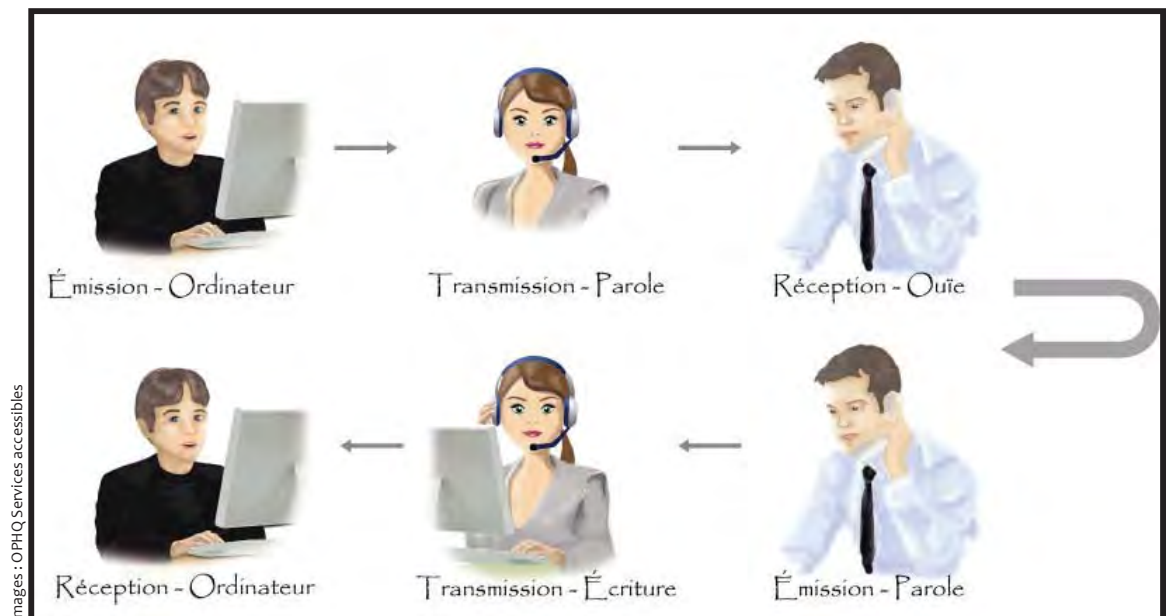 Émission - Ordinateur
Transmission - Parole
Réception - Ouïe
Réception - Ordinateur
Transmission - Écriture
Émission - Parole
mages : OPHQ Services accessibles